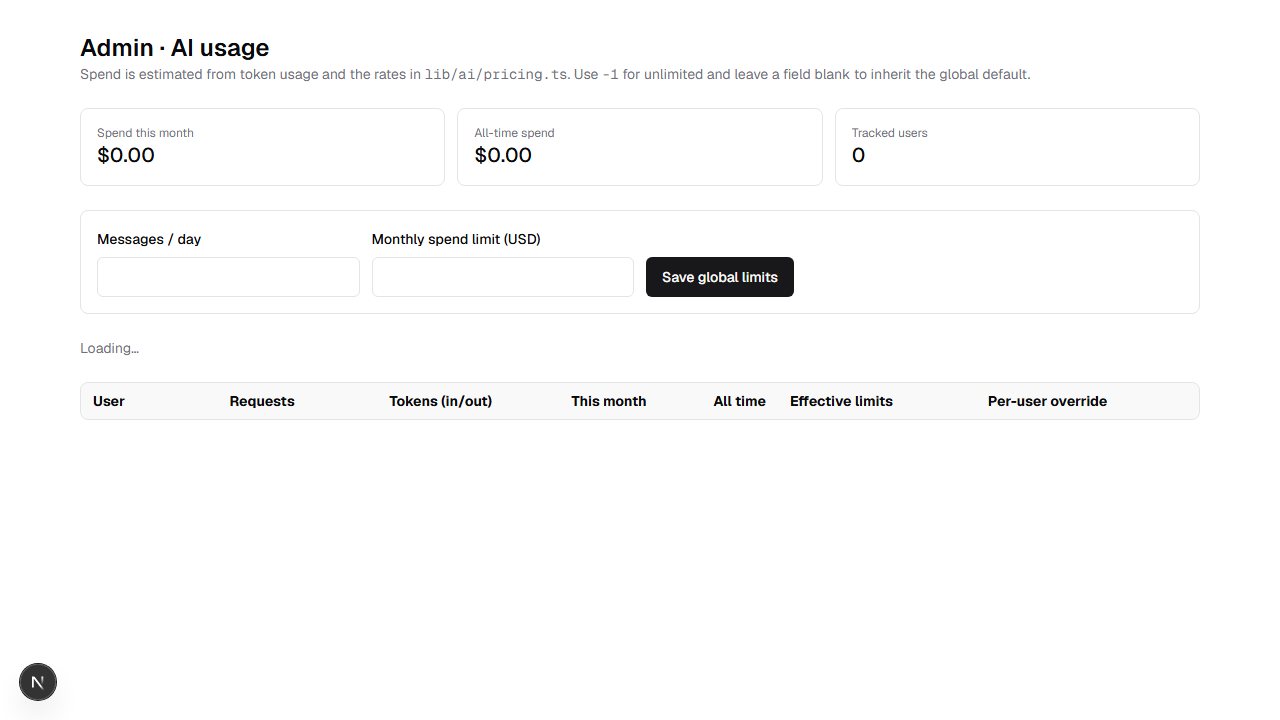 Admin · AI usage
Spend is estimated from token usage and the rates in lib/ai/pricing.ts. Use -1 for unlimited and leave a field blank to inherit the global default.
Spend this month
$0.00
All-time spend
$0.00
Tracked users
0
Messages / day
Monthly spend limit (USD)
Save global limits
Loading…
User Requests Tokens (in/out) This month All time Effective limits Per-user override
N